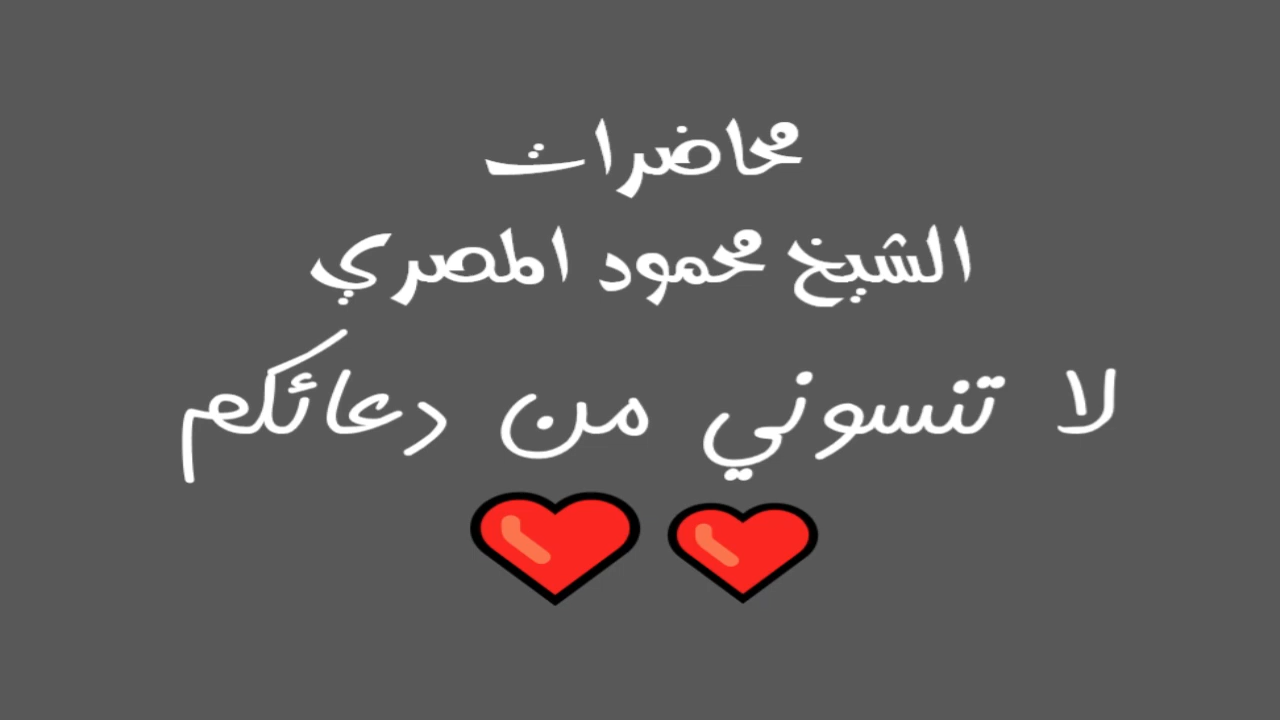 محاضرات
الشيخ محمود المصري
لا تنسوني من دعائكم